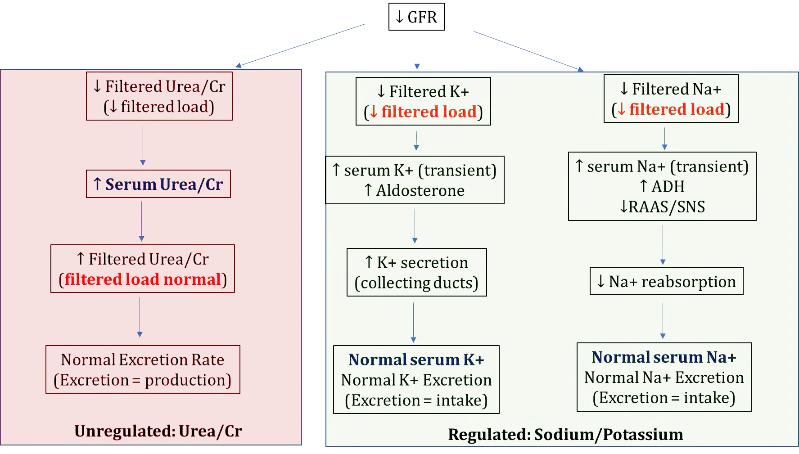 ↓ GFR
↓ Filtered Urea/Cr
(↓ filtered load)
↑ Serum Urea/Cr
↑ Filtered Urea/Cr
(filtered load normal)
Normal Excretion Rate
(Excretion = production)
Unregulated: Urea/Cr
↓ Filtered K+
(↓ filtered load)
↑ serum K+ (transient)
↑ Aldosterone
↑ K+ secretion
(collecting ducts)
Normal serum K+
Normal K+ Excretion
(Excretion = intake)
↓ Filtered Na+
(↓ filtered load)
↑ serum Na+ (transient)
↑ ADH
↓RAAS/SNS
↓ Na+ reabsorption
Normal serum Na+
Normal Na+ Excretion
(Excretion = intake)
Regulated: Sodium/Potassium